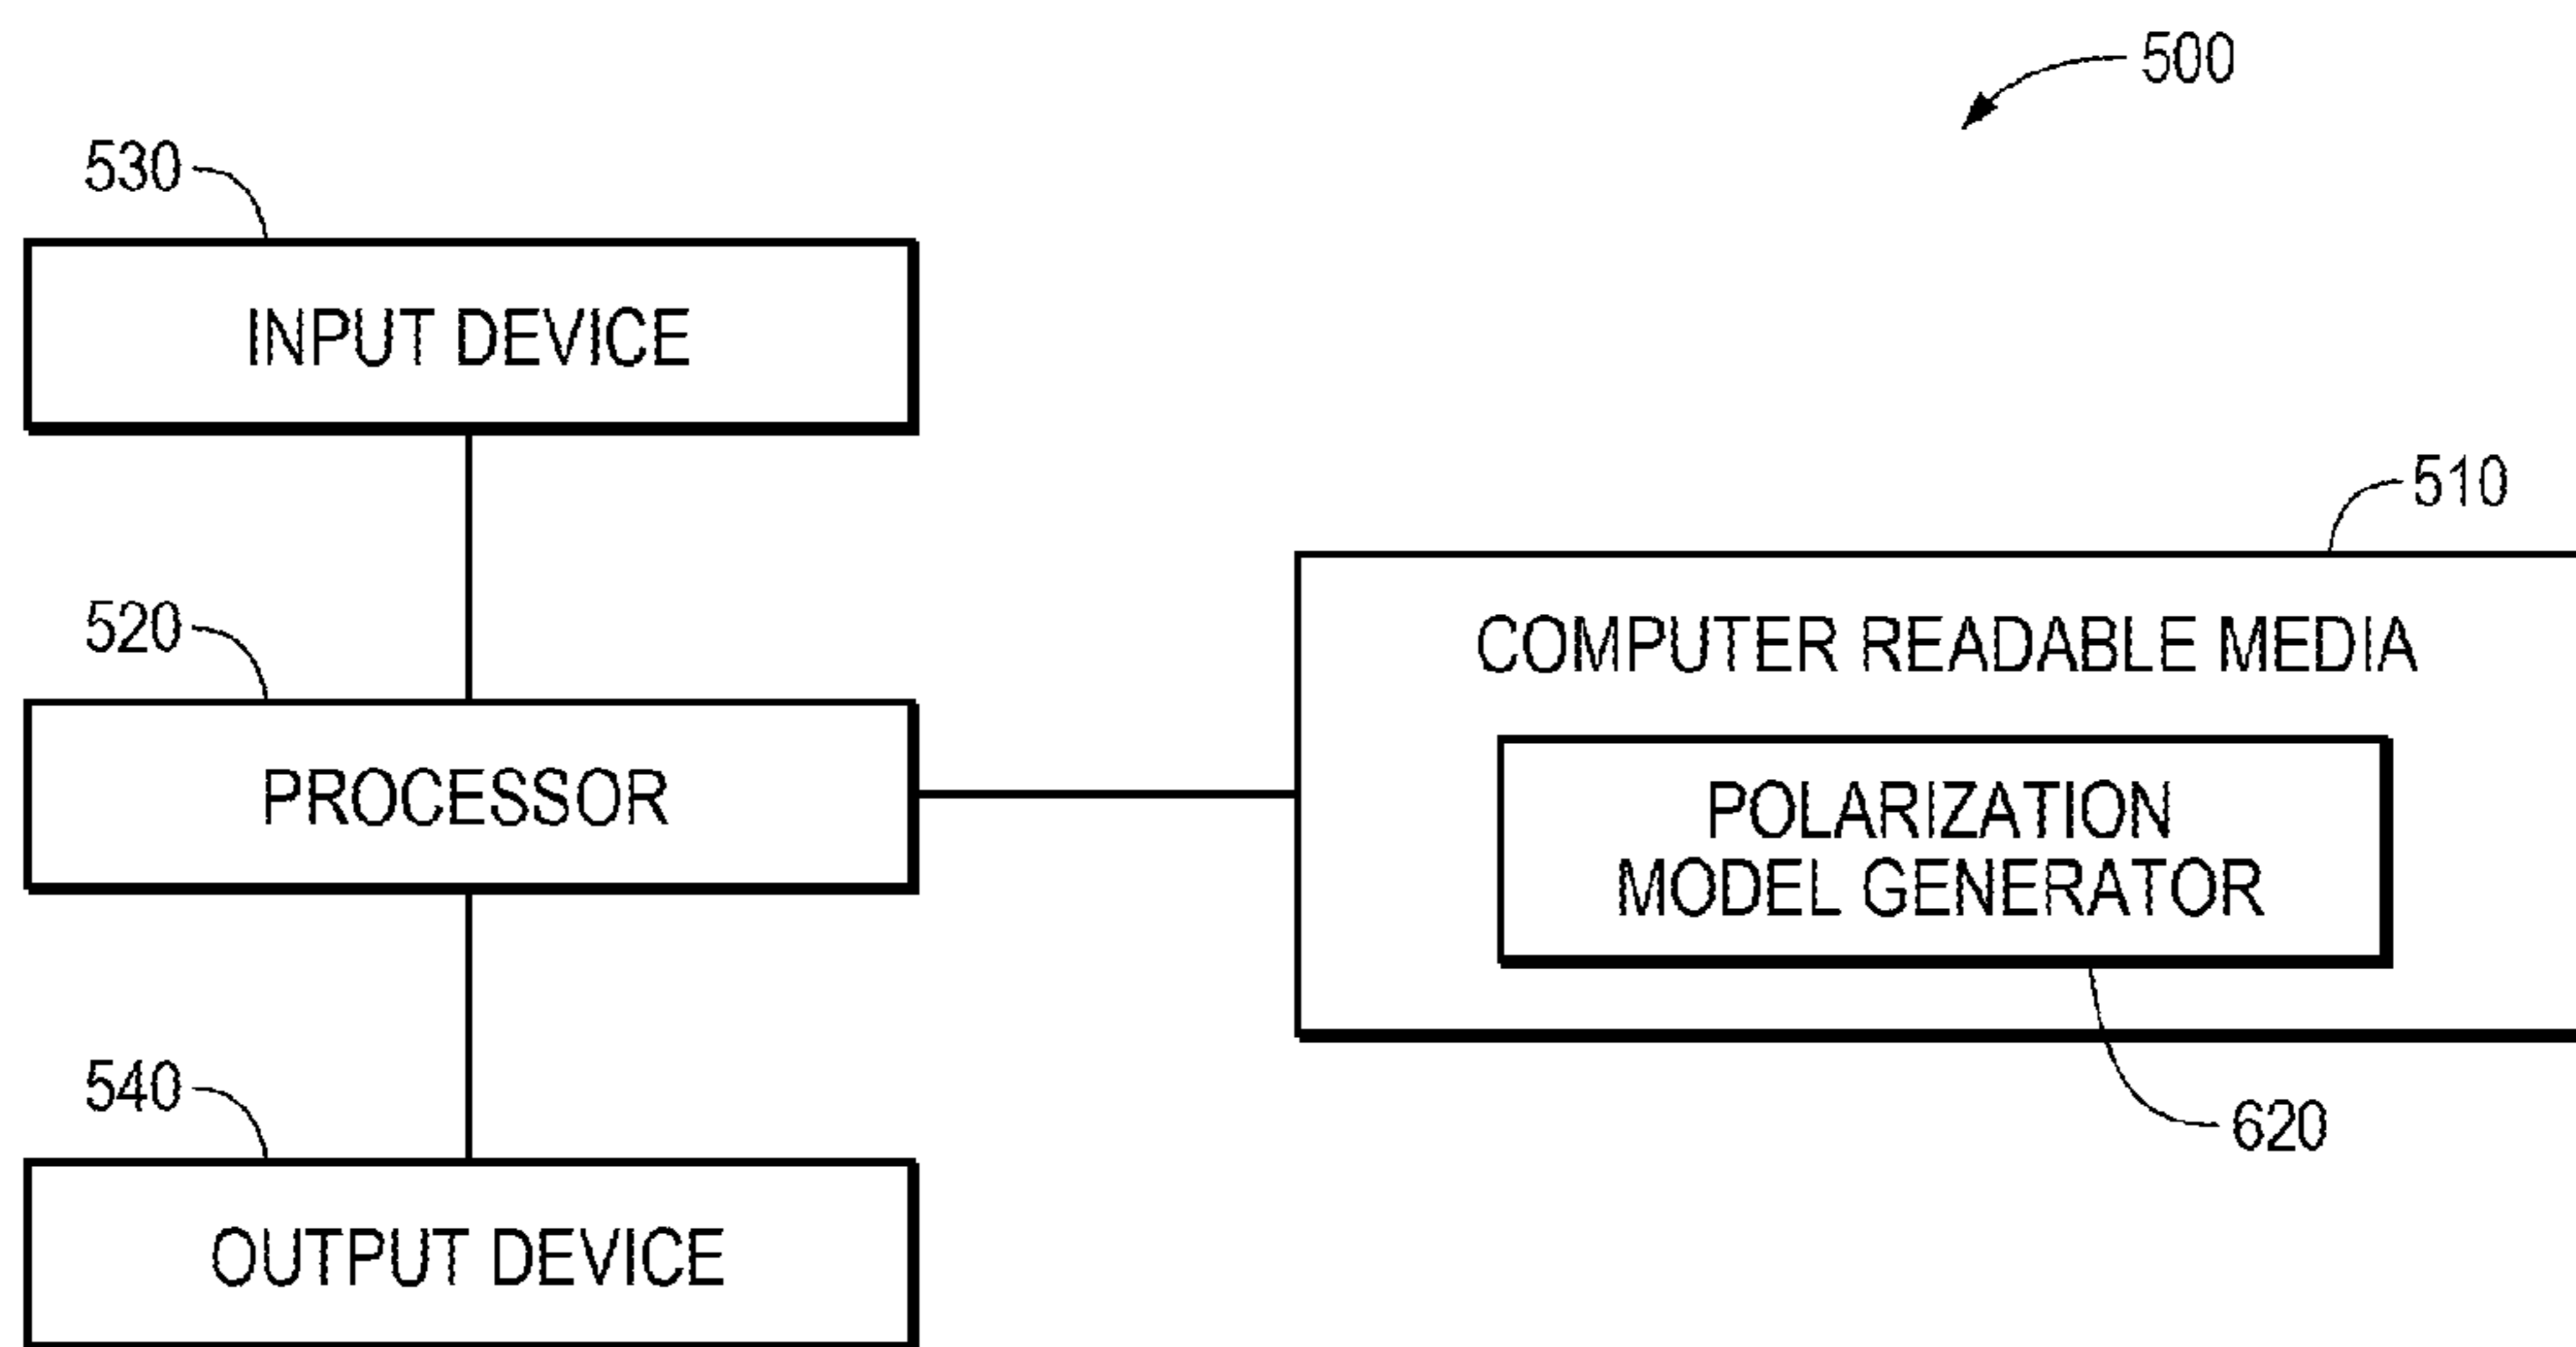 500
530
INPUT DEVICE
510
520
COMPUTER READABLE MEDIA
PROCESSOR
POLARIZATION
MODEL GENERATOR
540
620
OUTPUT DEVICE